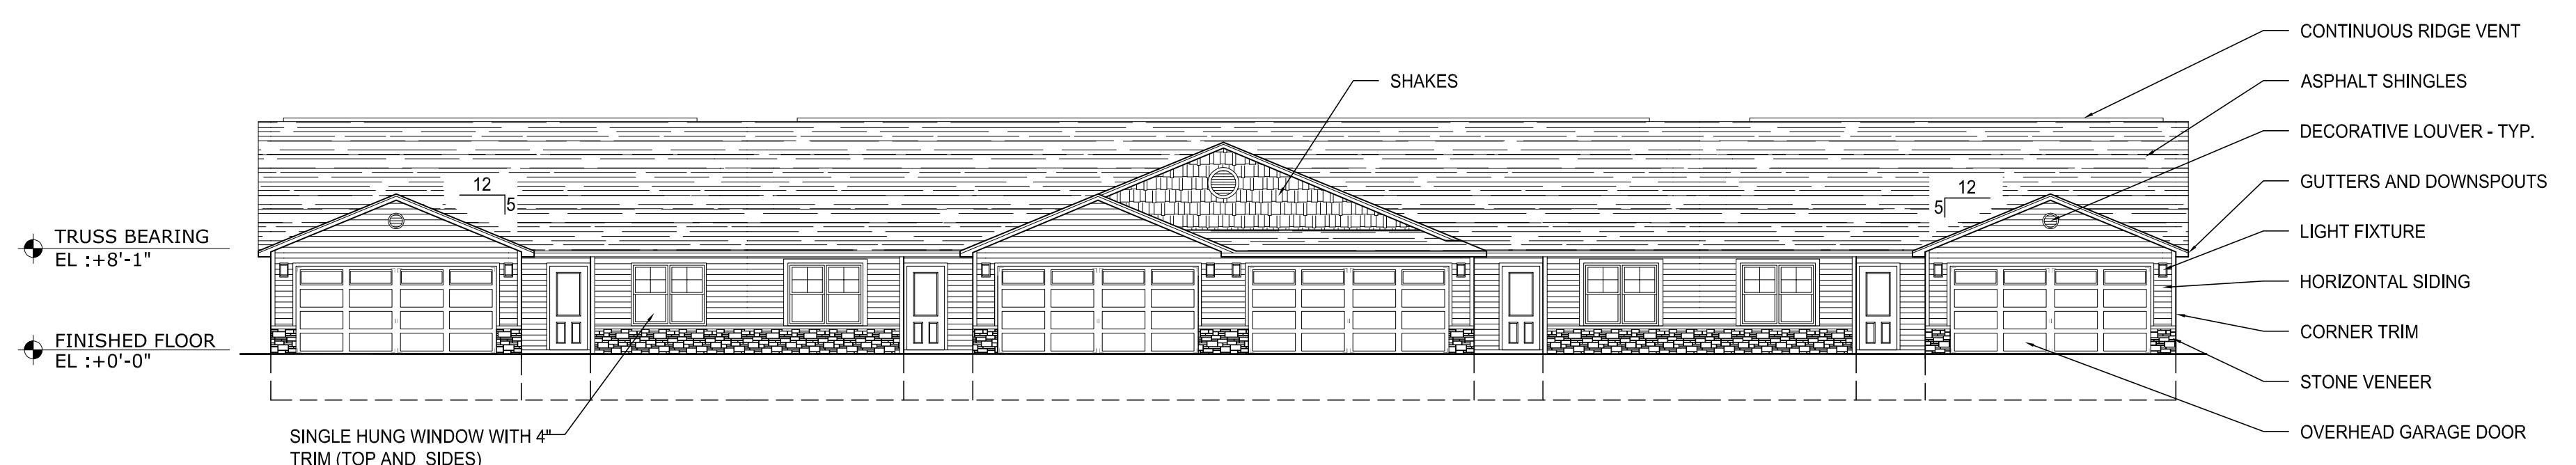 CONTINUOUS RIDGE VENT
SHAKES
ASPHALT SHINGLES
DECORATIVE LOUVER - TYP.
12
5
12
5
GUTTERS AND DOWNSPOUTS
TRUSS BEARING
EL :+8'-1"
LIGHT FIXTURE
HORIZONTAL SIDING
CORNER TRIM
FINISHED FLOOR
EL :+0'-0"
STONE VENEER
SINGLE HUNG WINDOW WITH 4"
TRIM (TOP AND SIDES)
OVERHEAD GARAGE DOOR